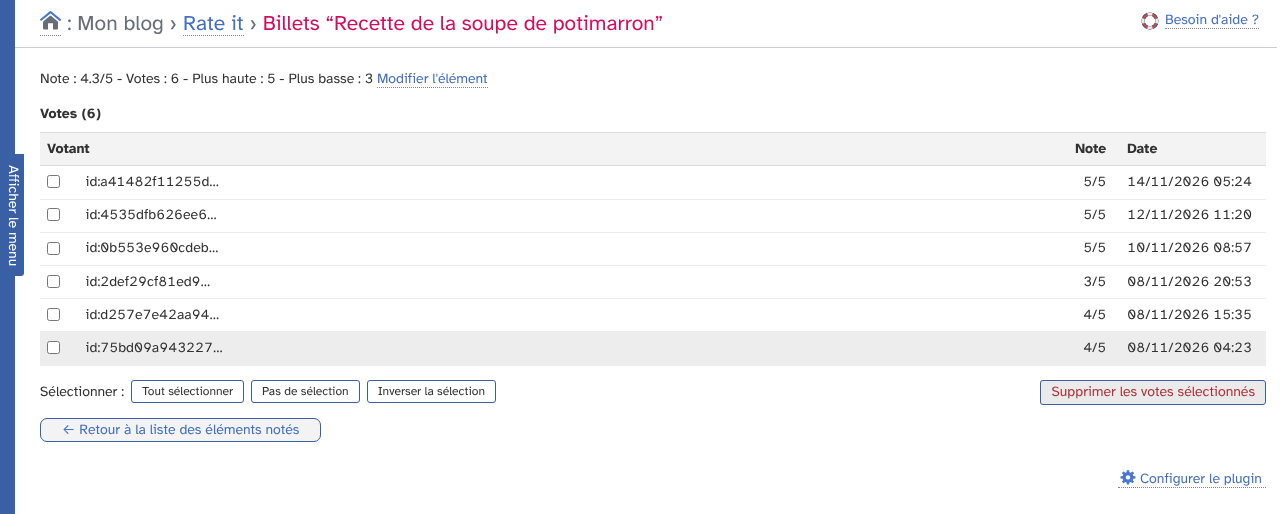 : Mon blog › Rate it › Billets “Recette de la soupe de potimarron”
Besoin d'aide ?
Afficher le menu
Note : 4.3/5 - Votes : 6 - Plus haute : 5 - Plus basse : 3 Modifier l'élément
Votes (6)
Votant Note Date
id:a41482f11255d... 5/5 14/11/2026 05:24
id:4535dfb626ee6... 5/5 12/11/2026 11:20
id:0b553e960cdeb... 5/5 10/11/2026 08:57
id:2def29cf81ed9... 3/5 08/11/2026 20:53
id:d257e7e42aa94... 4/5 08/11/2026 15:35
id:75bd09a943227... 4/5 08/11/2026 04:23
Sélectionner : Tout sélectionner Pas de sélection Inverser la sélection Supprimer les votes sélectionnés
← Retour à la liste des éléments notés
Configurer le plugin